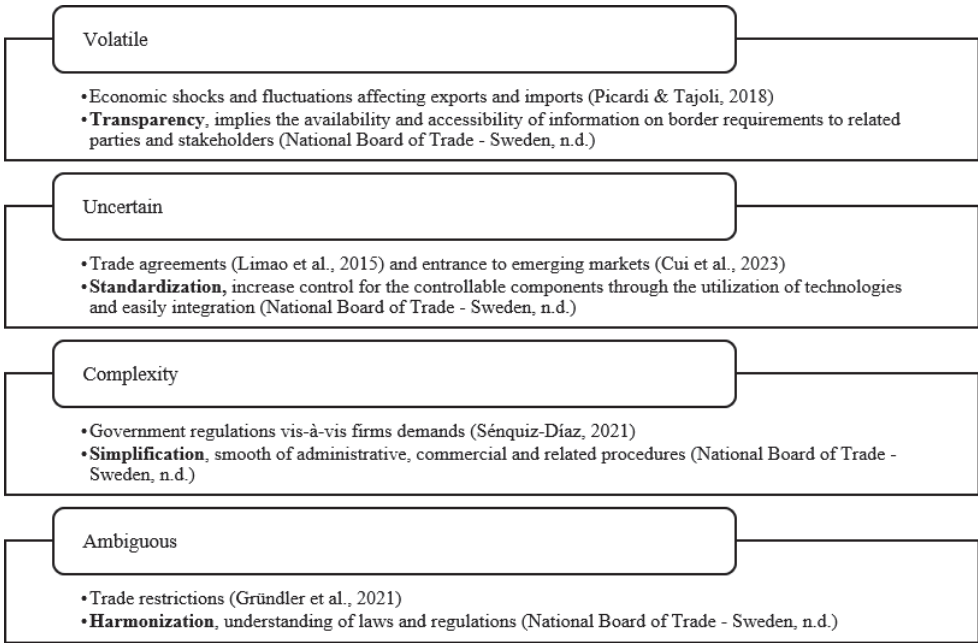 Volatile
•Economic shocks and fluctuations affecting exports and imports (Picardi & Tajoli, 2018)
•Transparency, implies the availability and accessibility of information on border requirements to related
parties and stakeholders (National Board of Trade - Sweden, n.d.)
Uncertain
•Trade agreements (Limao et al., 2015) and entrance to emerging markets (Cui et al., 2023)
•Standardization, increase control for the controllable components through the utilization of technologies
and easily integration (National Board of Trade - Sweden, n.d.)
Complexity
•Government regulations vis-à-vis firms demands (Sénquiz-Díaz, 2021)
•Simplification, smooth of administrative, commercial and related procedures (National Board of Trade -
Sweden, n.d.)
Ambiguous
•Trade restrictions (Gründler et al., 2021)
•Harmonization, understanding of laws and regulations (National Board of Trade - Sweden, n.d.)